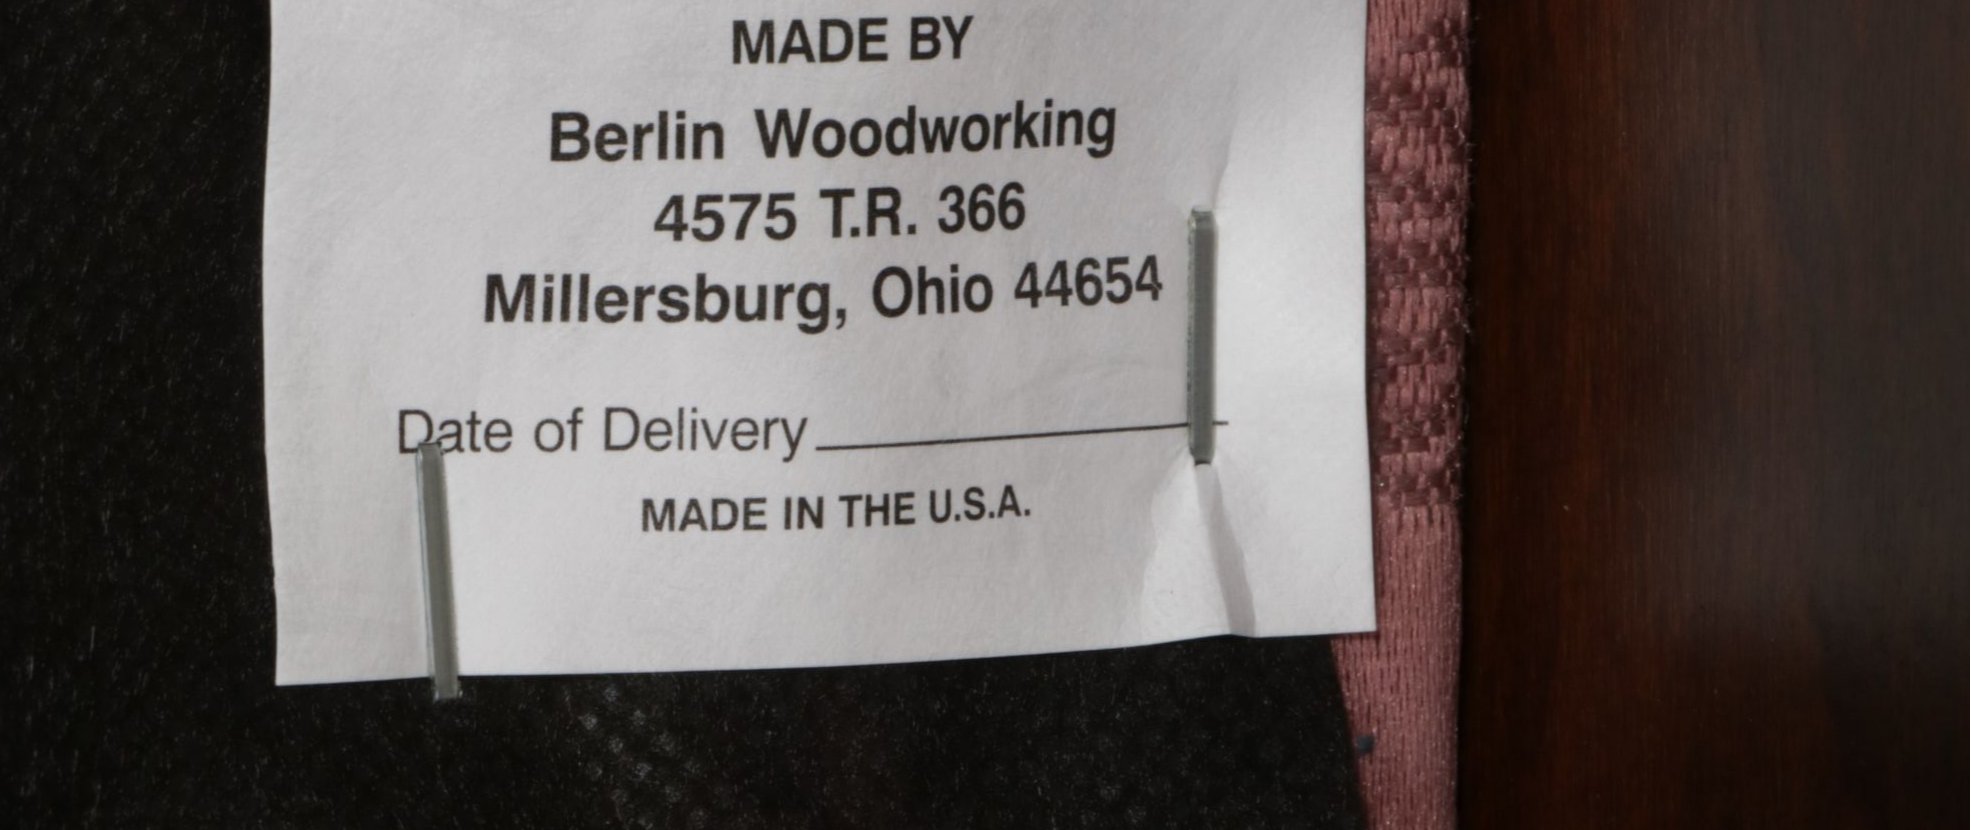 MADE BY
Berlin Woodworking
4575 T.R. 366
Millersburg, Ohio 44654
Date of Delivery
MADE IN THE U.S.A.